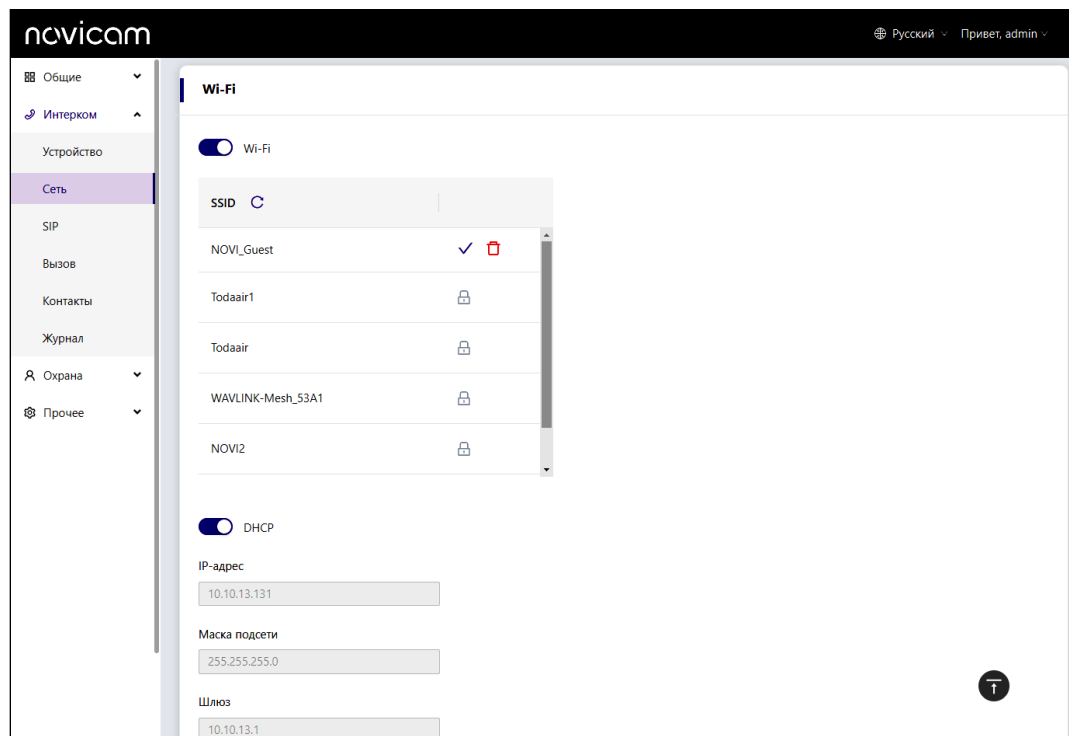 novicam
Русский
Привет, admin
Общие
Интерком
Устройство
Сеть
SIP
Вызов
Контакты
Журнал
Охрана
Прочее
Wi-Fi
Wi-Fi
SSID
NOVI_Guest
Todaair1
Todaair
WAVLINK-Mesh_53A1
NOVI2
DHCP
IP-адрес
10.10.13.131
Маска подсети
255.255.255.0
Шлюз
10.10.13.1